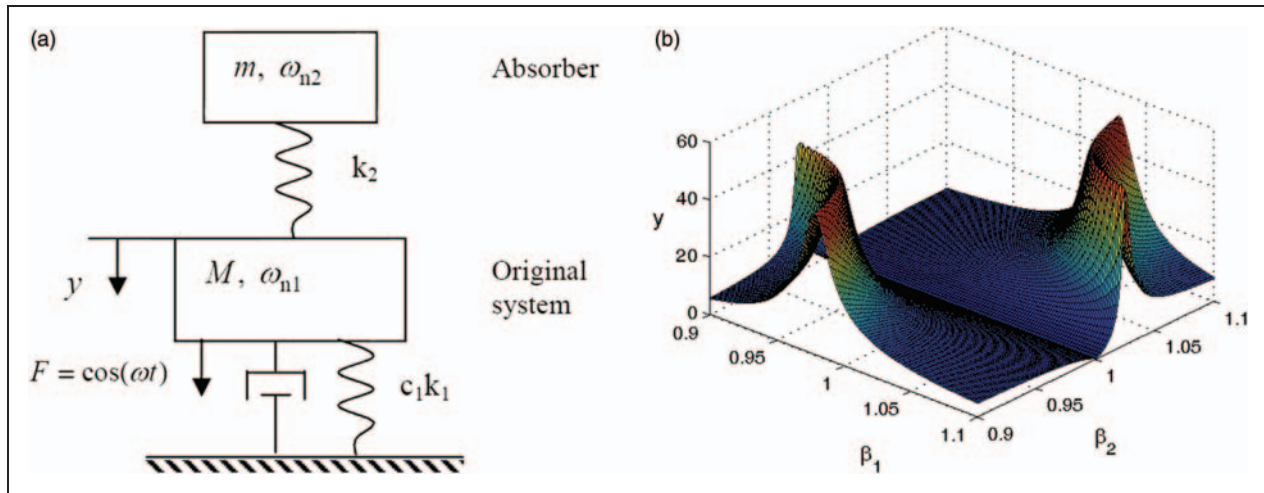 (a)
m, ωn2
Absorber
k2
y
M, ωn1
Original
system
F = cos(ωt)
c1k1
(b)
60
40
y
20
0
0.9
0.95
1
1.05
1.1
β1
0.9
0.95
1
1.05
1.1
β2